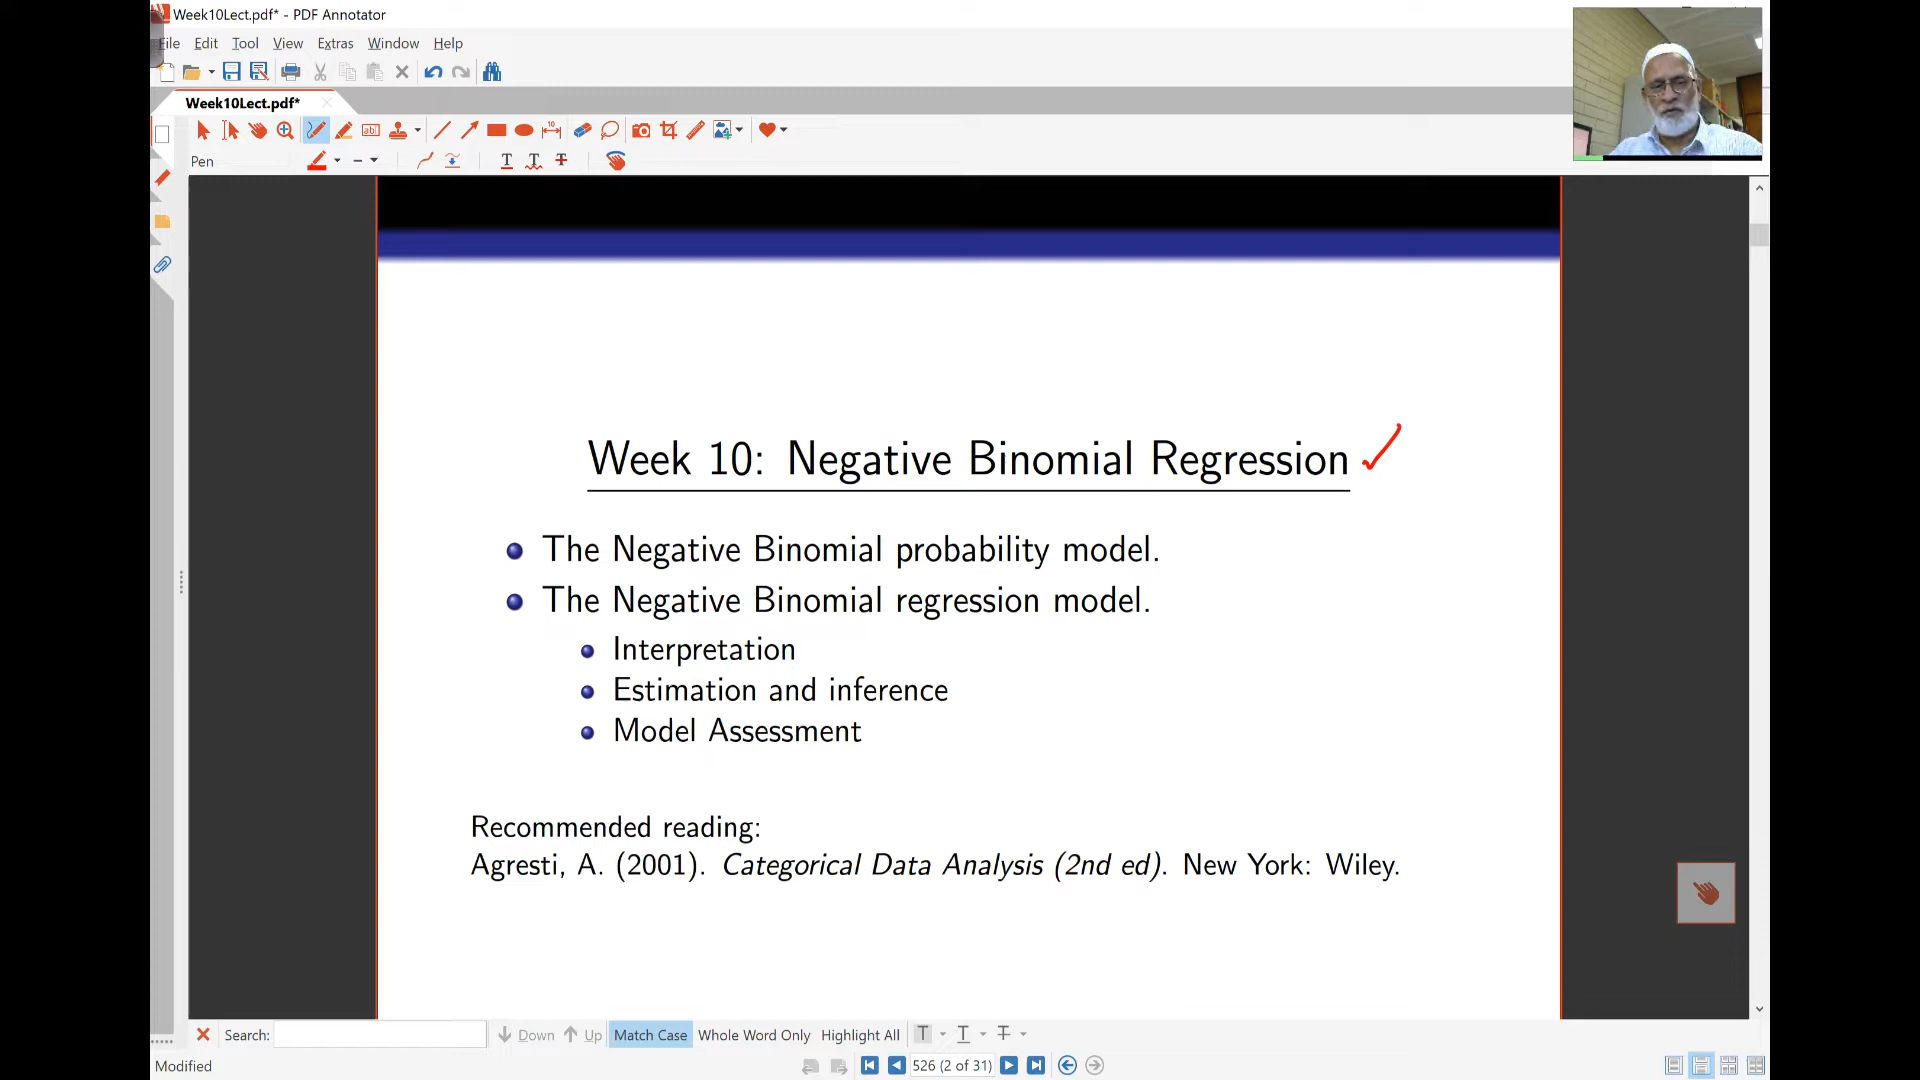 Week10Lect.pdf* - PDF Annotator
File Edit Tool View Extras Window Help
Week10Lect.pdf*
Pen
Week 10: Negative Binomial Regression
The Negative Binomial probability model.
The Negative Binomial regression model.
Interpretation
Estimation and inference
Model Assessment
Recommended reading:
Agresti, A. (2001). Categorical Data Analysis (2nd ed). New York: Wiley.
Search: Down Up Match Case Whole Word Only Highlight All
Modified 526 (2 of 31)